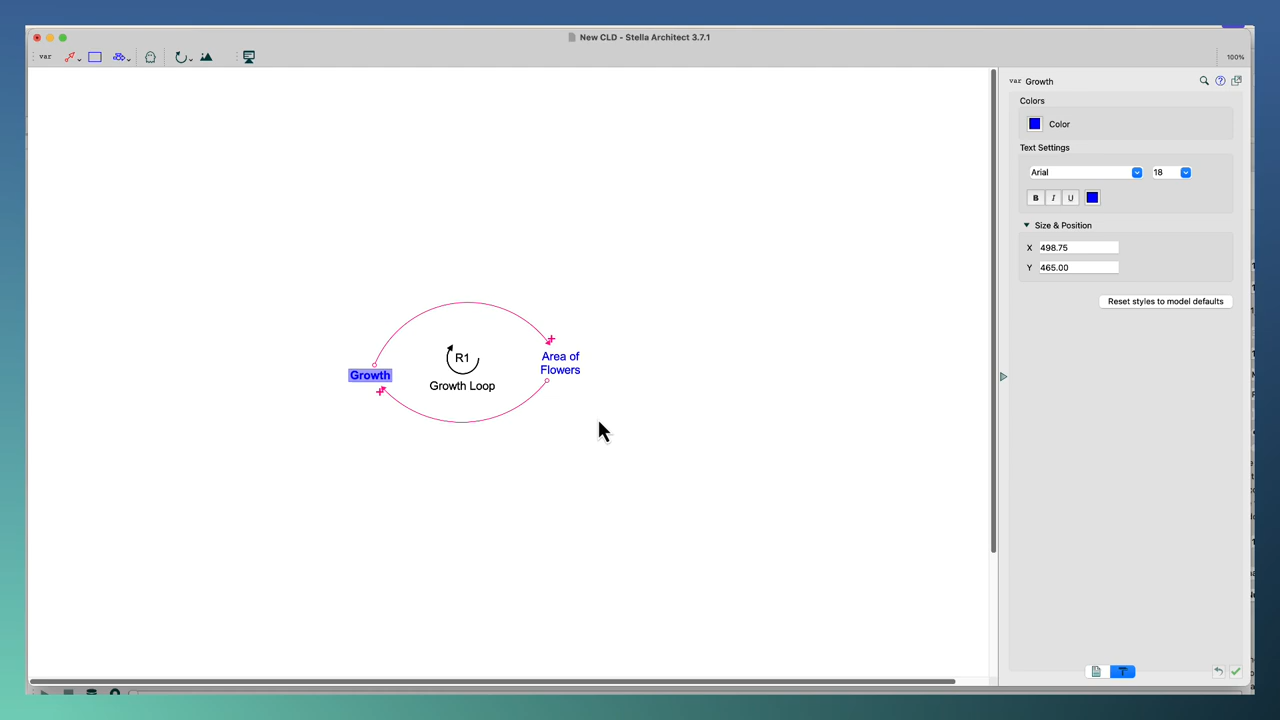 New CLD - Stella Architect 3.7.1
var
100%
var Growth
Colors
Color
Text Settings
Arial
18
B I U
Size & Position
X 498.75
Y 465.00
Reset styles to model defaults
R1
Growth Loop
Growth
Area of
Flowers